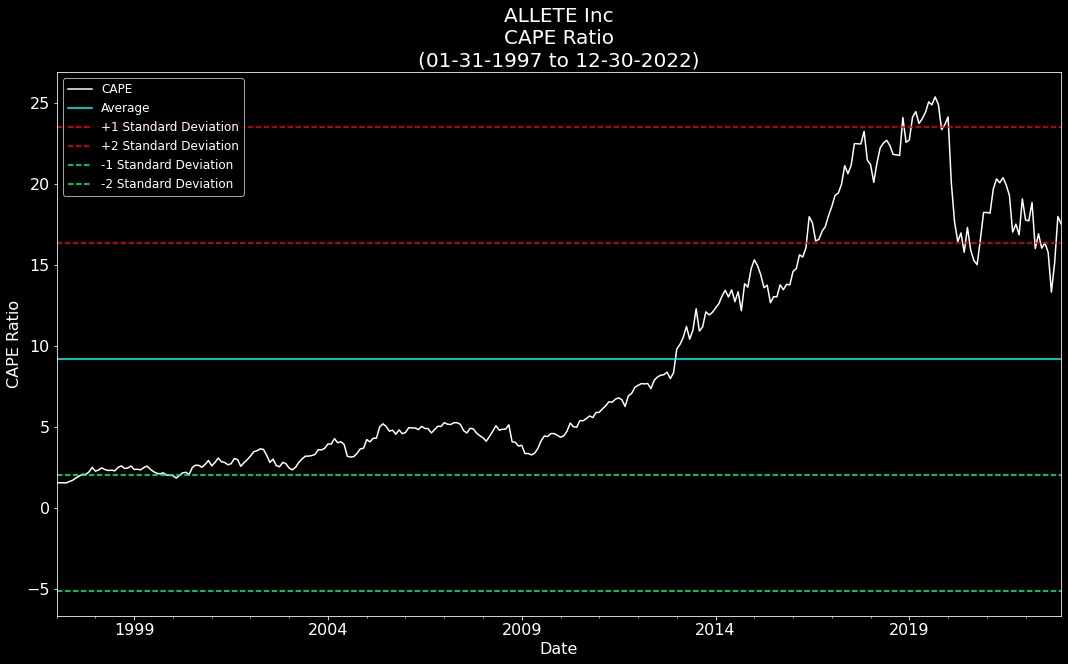 ALLETE Inc
CAPE Ratio
(01-31-1997 to 12-30-2022)
CAPE
Average
+1 Standard Deviation
+2 Standard Deviation
-1 Standard Deviation
-2 Standard Deviation
CAPE Ratio
25
20
15
10
5
0
−5
1999
2004
2009
2014
2019
Date